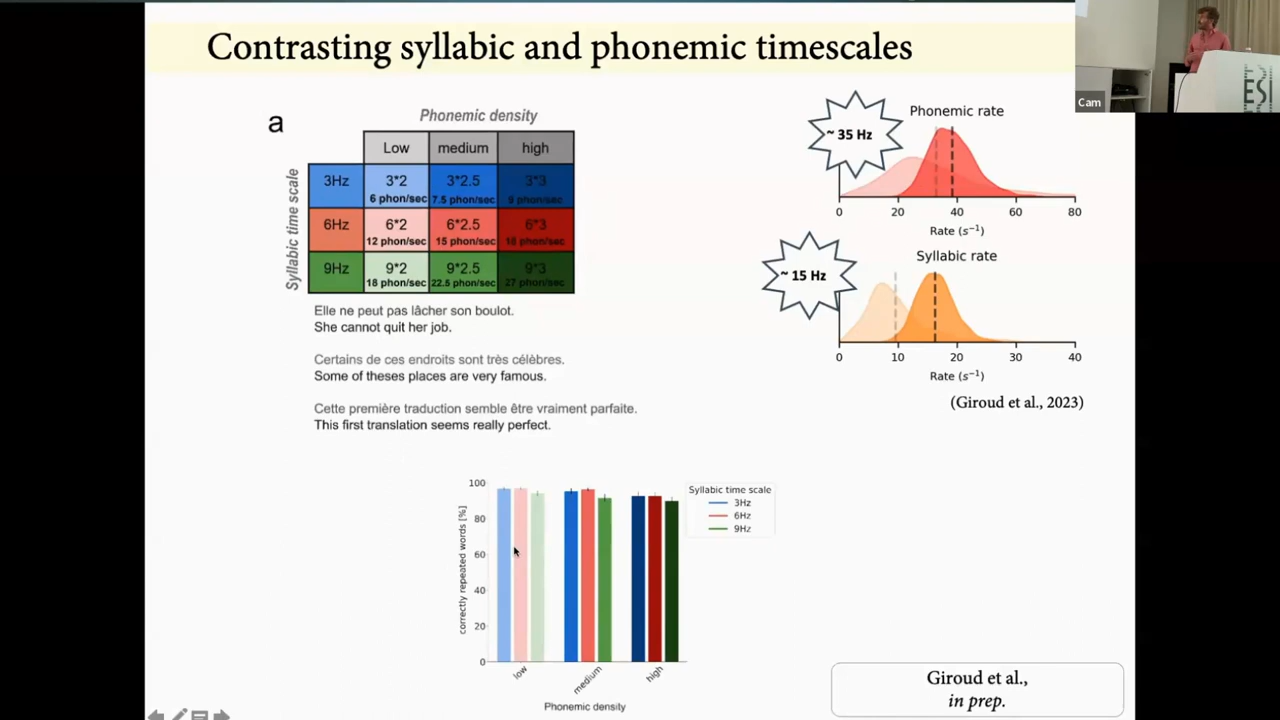 Contrasting syllabic and phonemic timescales
Cam
ESI
a
Phonemic density
Syllabic time scale
Low medium high
3Hz 3*2 3*2.5 3*3
6 phon/sec 7.5 phon/sec 9 phon/sec
6Hz 6*2 6*2.5 6*3
12 phon/sec 15 phon/sec 18 phon/sec
9Hz 9*2 9*2.5 9*3
18 phon/sec 22.5 phon/sec 27 phon/sec
Elle ne peut pas lâcher son boulot.
She cannot quit her job.
Certains de ces endroits sont très célèbres.
Some of theses places are very famous.
Cette première traduction semble être vraiment parfaite.
This first translation seems really perfect.
~ 35 Hz
Phonemic rate
0 20 40 60 80
Rate (s⁻¹)
~ 15 Hz
Syllabic rate
0 10 20 30 40
Rate (s⁻¹)
(Giroud et al., 2023)
correctly repeated words [%]
100
80
60
40
20
0
low medium high
Phonemic density
Syllabic time scale
3Hz
6Hz
9Hz
Giroud et al.,
in prep.